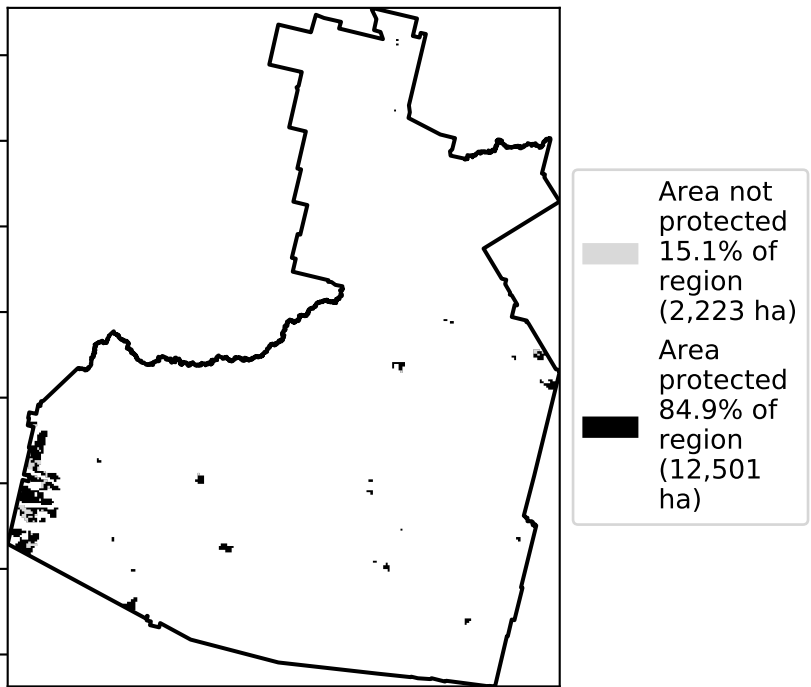 Area not
protected
15.1% of
region
(2,223 ha)
Area
protected
84.9% of
region
(12,501
ha)